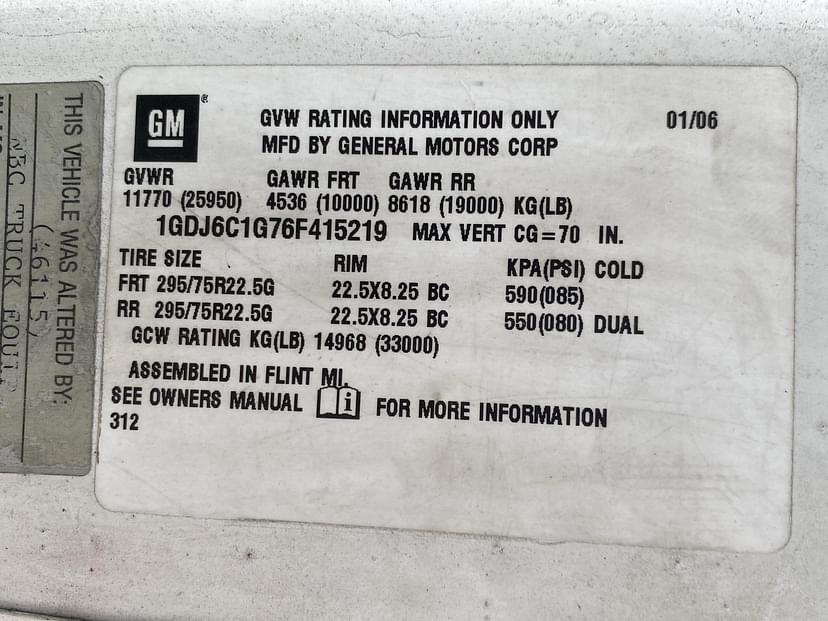 GM
GVW RATING INFORMATION ONLY 01/06
MFD BY GENERAL MOTORS CORP
GVWR GAWR FRT GAWR RR
11770 (25950) 4536 (10000) 8618 (19000) KG(LB)
1GDJ6C1G76F415219 MAX VERT CG=70 IN.
TIRE SIZE RIM KPA(PSI) COLD
FRT 295/75R22.5G 22.5X8.25 BC 590(085)
RR 295/75R22.5G 22.5X8.25 BC 550(080) DUAL
GCW RATING KG(LB) 14968 (33000)
ASSEMBLED IN FLINT MI.
SEE OWNERS MANUAL i FOR MORE INFORMATION
312
THIS VEHICLE WAS ALTERED BY:
(46115)
TRUCK